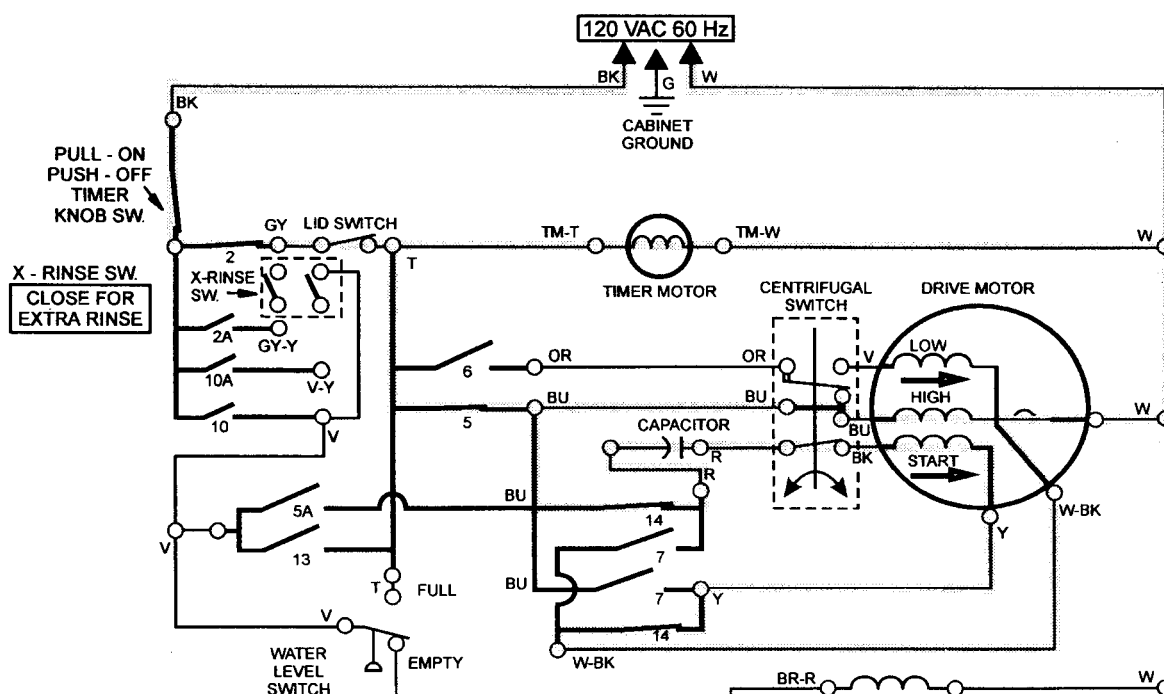 120 VAC 60 Hz
BK
G
W
BK
CABINET
GROUND
PULL - ON
PUSH - OFF
TIMER
KNOB SW.
GY
LID SWITCH
2
T
TM-T
TM-W
W
TIMER MOTOR
X - RINSE SW.
CLOSE FOR
EXTRA RINSE
X-RINSE
SW.
CENTRIFUGAL
SWITCH
DRIVE MOTOR
2A
GY-Y
10A
V-Y
10
V
6
OR
OR
V
LOW
5
BU
BU
BU
HIGH
W
CAPACITOR
R
BK
START
R
5A
BU
14
W-BK
V
13
7
Y
T
FULL
BU
7
Y
14
V
EMPTY
W-BK
WATER
LEVEL
SWITCH
BR-R
W